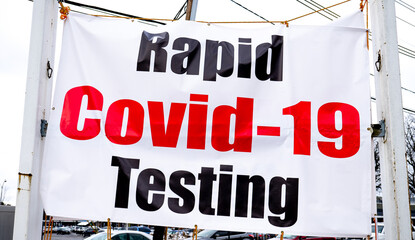 Rapid
Covid-19
Testing